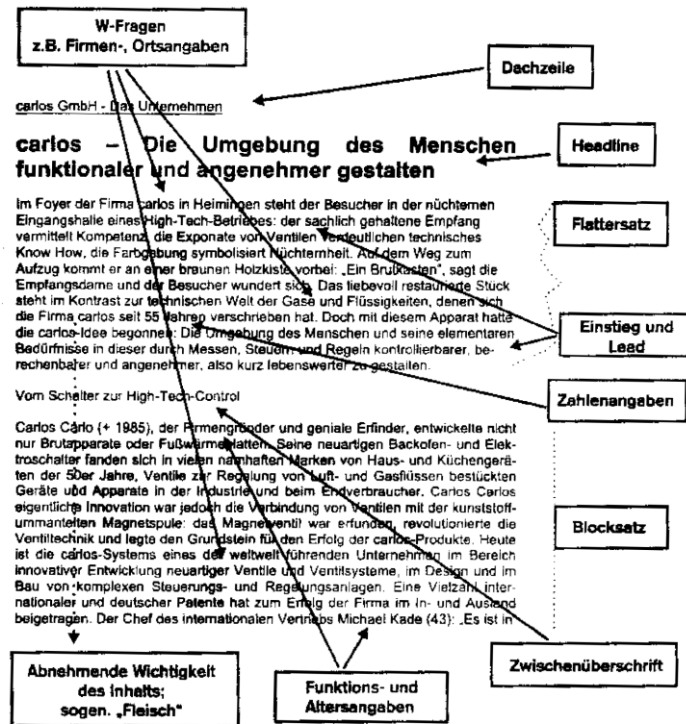 W-Fragen
z.B. Firmen-, Ortsangaben
Dachzeile
carlos GmbH - Das Unternehmen
carlos – Die Umgebung des Menschen
funktionaler und angenehmer gestalten
Headline
Im Foyer der Firma carlos in Heimingen steht der Besucher in der nüchternen
Eingangshalle eines High-Tech-Betriebes: der sachlich gehaltene Empfang
vermittelt Kompetenz, die Exponate von Ventilen verdeutlichen technisches
Know How, die Farbgebung symbolisiert Nüchternheit. Auf dem Weg zum
Aufzug kommt er an einer braunen Holzkiste vorbei: „Ein Brutkasten", sagt die
Empfangsdame und der Besucher wundert sich. Das liebevoll restaurierte Stück
steht im Kontrast zur technischen Welt der Gase und Flüssigkeiten, denen sich
die Firma carlos seit 55 Jahren verschrieben hat. Doch mit diesem Apparat hatte
die carlos-Idee begonnen: Die Umgebung des Menschen und seine elementaren
Bedürfnisse in dieser durch Messen, Steuern und Regeln kontrollierbarer, be-
rechenbarer und angenehmer, also kurz lebenswerter zu gestalten.
Flattersatz
Einstieg und
Lead
Vom Schalter zur High-Tech-Control
Zahlenangaben
Carlos Carlo (+ 1985), der Firmengründer und geniale Erfinder, entwickelte nicht
nur Brutapparate oder Fußwärmeplatten. Seine neuartigen Backofen- und Elek-
troschalter fanden sich in vielen namhaften Marken von Haus- und Küchengerä-
ten der 50er Jahre, Ventile zur Regelung von Luft- und Gasflüssen bestückten
Geräte und Apparate in der Industrie und beim Endverbraucher. Carlos Carlos
eigentliche Innovation war jedoch die Verbindung von Ventilen mit der kunststoff-
ummantelten Magnetspule: das Magnetventil war erfunden, revolutionierte die
Ventiltechnik und legte den Grundstein für den Erfolg der carlos-Produkte. Heute
ist die carlos-Systems eines der weltweit führenden Unternehmen im Bereich
innovativer Entwicklung neuartiger Ventile und Ventilsysteme, im Design und im
Bau von komplexen Steuerungs- und Regelungsanlagen. Eine Vielzahl inter-
nationaler und deutscher Patente hat zum Erfolg der Firma im In- und Ausland
beigetragen. Der Chef des internationalen Vertriebs Michael Kade (43): „Es ist in
Blocksatz
Zwischenüberschrift
Abnehmende Wichtigkeit
des Inhalts;
sogen. „Fleisch"
Funktions- und
Altersangaben